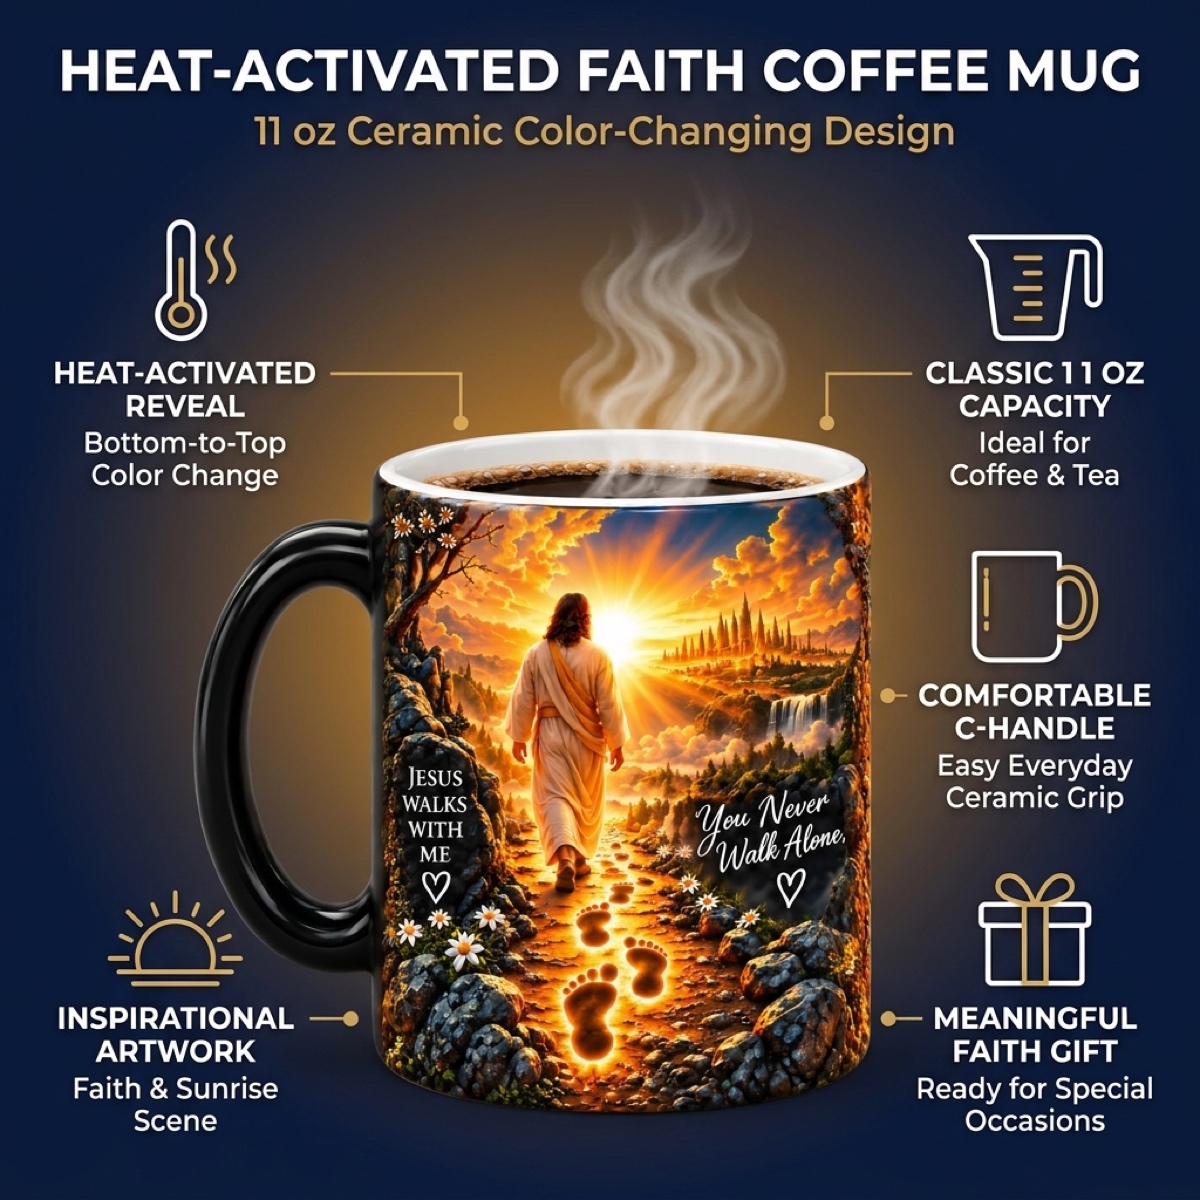 HEAT-ACTIVATED FAITH COFFEE MUG
11 oz Ceramic Color-Changing Design
HEAT-ACTIVATED
REVEAL
Bottom-to-Top
Color Change
CLASSIC 11 OZ
CAPACITY
Ideal for
Coffee & Tea
COMFORTABLE
C-HANDLE
Easy Everyday
Ceramic Grip
JESUS
WALKS
WITH
ME
You Never
Walk Alone.
INSPIRATIONAL
ARTWORK
Faith & Sunrise
Scene
MEANINGFUL
FAITH GIFT
Ready for Special
Occasions